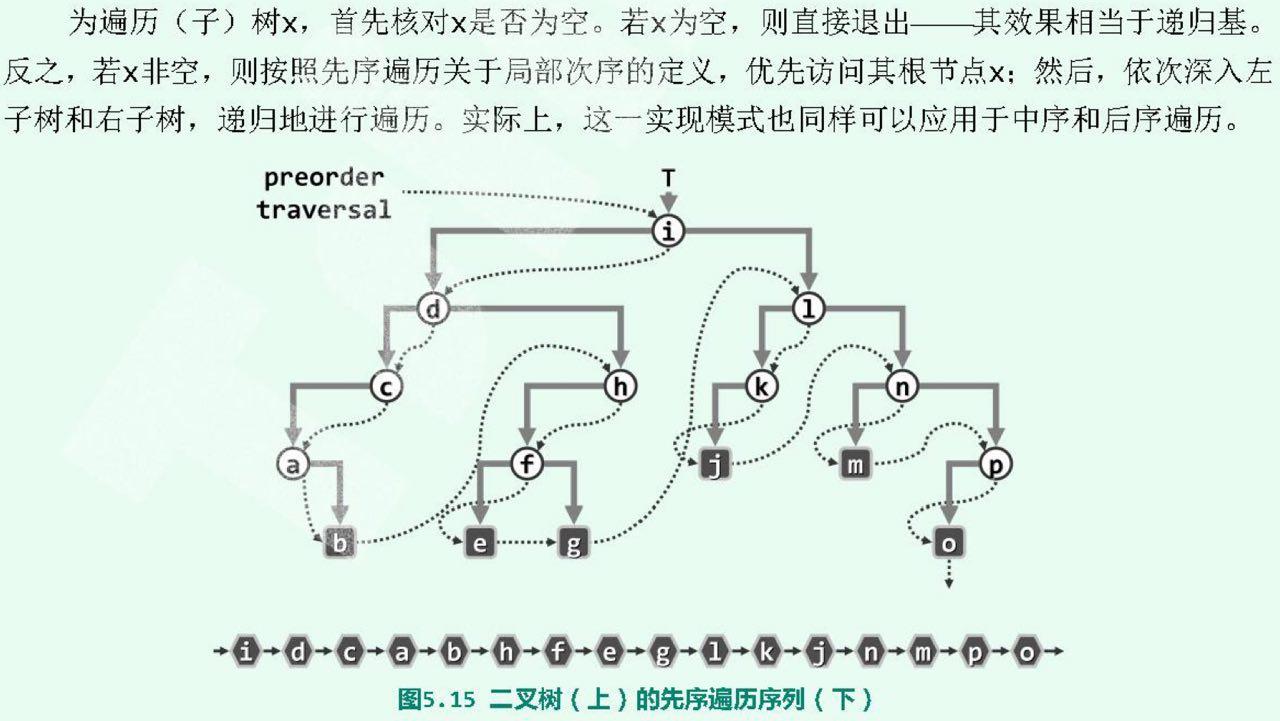 为遍历（子）树x，首先核对x是否为空。若x为空，则直接退出——其效果相当于递归基。
反之，若x非空，则按照先序遍历关于局部次序的定义，优先访问其根节点x；然后，依次深入左
子树和右子树，递归地进行遍历。实际上，这一实现模式也同样可以应用于中序和后序遍历。
preorder
traversal
T
i
d
l
c
h
k
n
a
f
j
m
p
b
e
g
o
i d c a b h f e g l k j n m p o
图5.15 二叉树（上）的先序遍历序列（下）